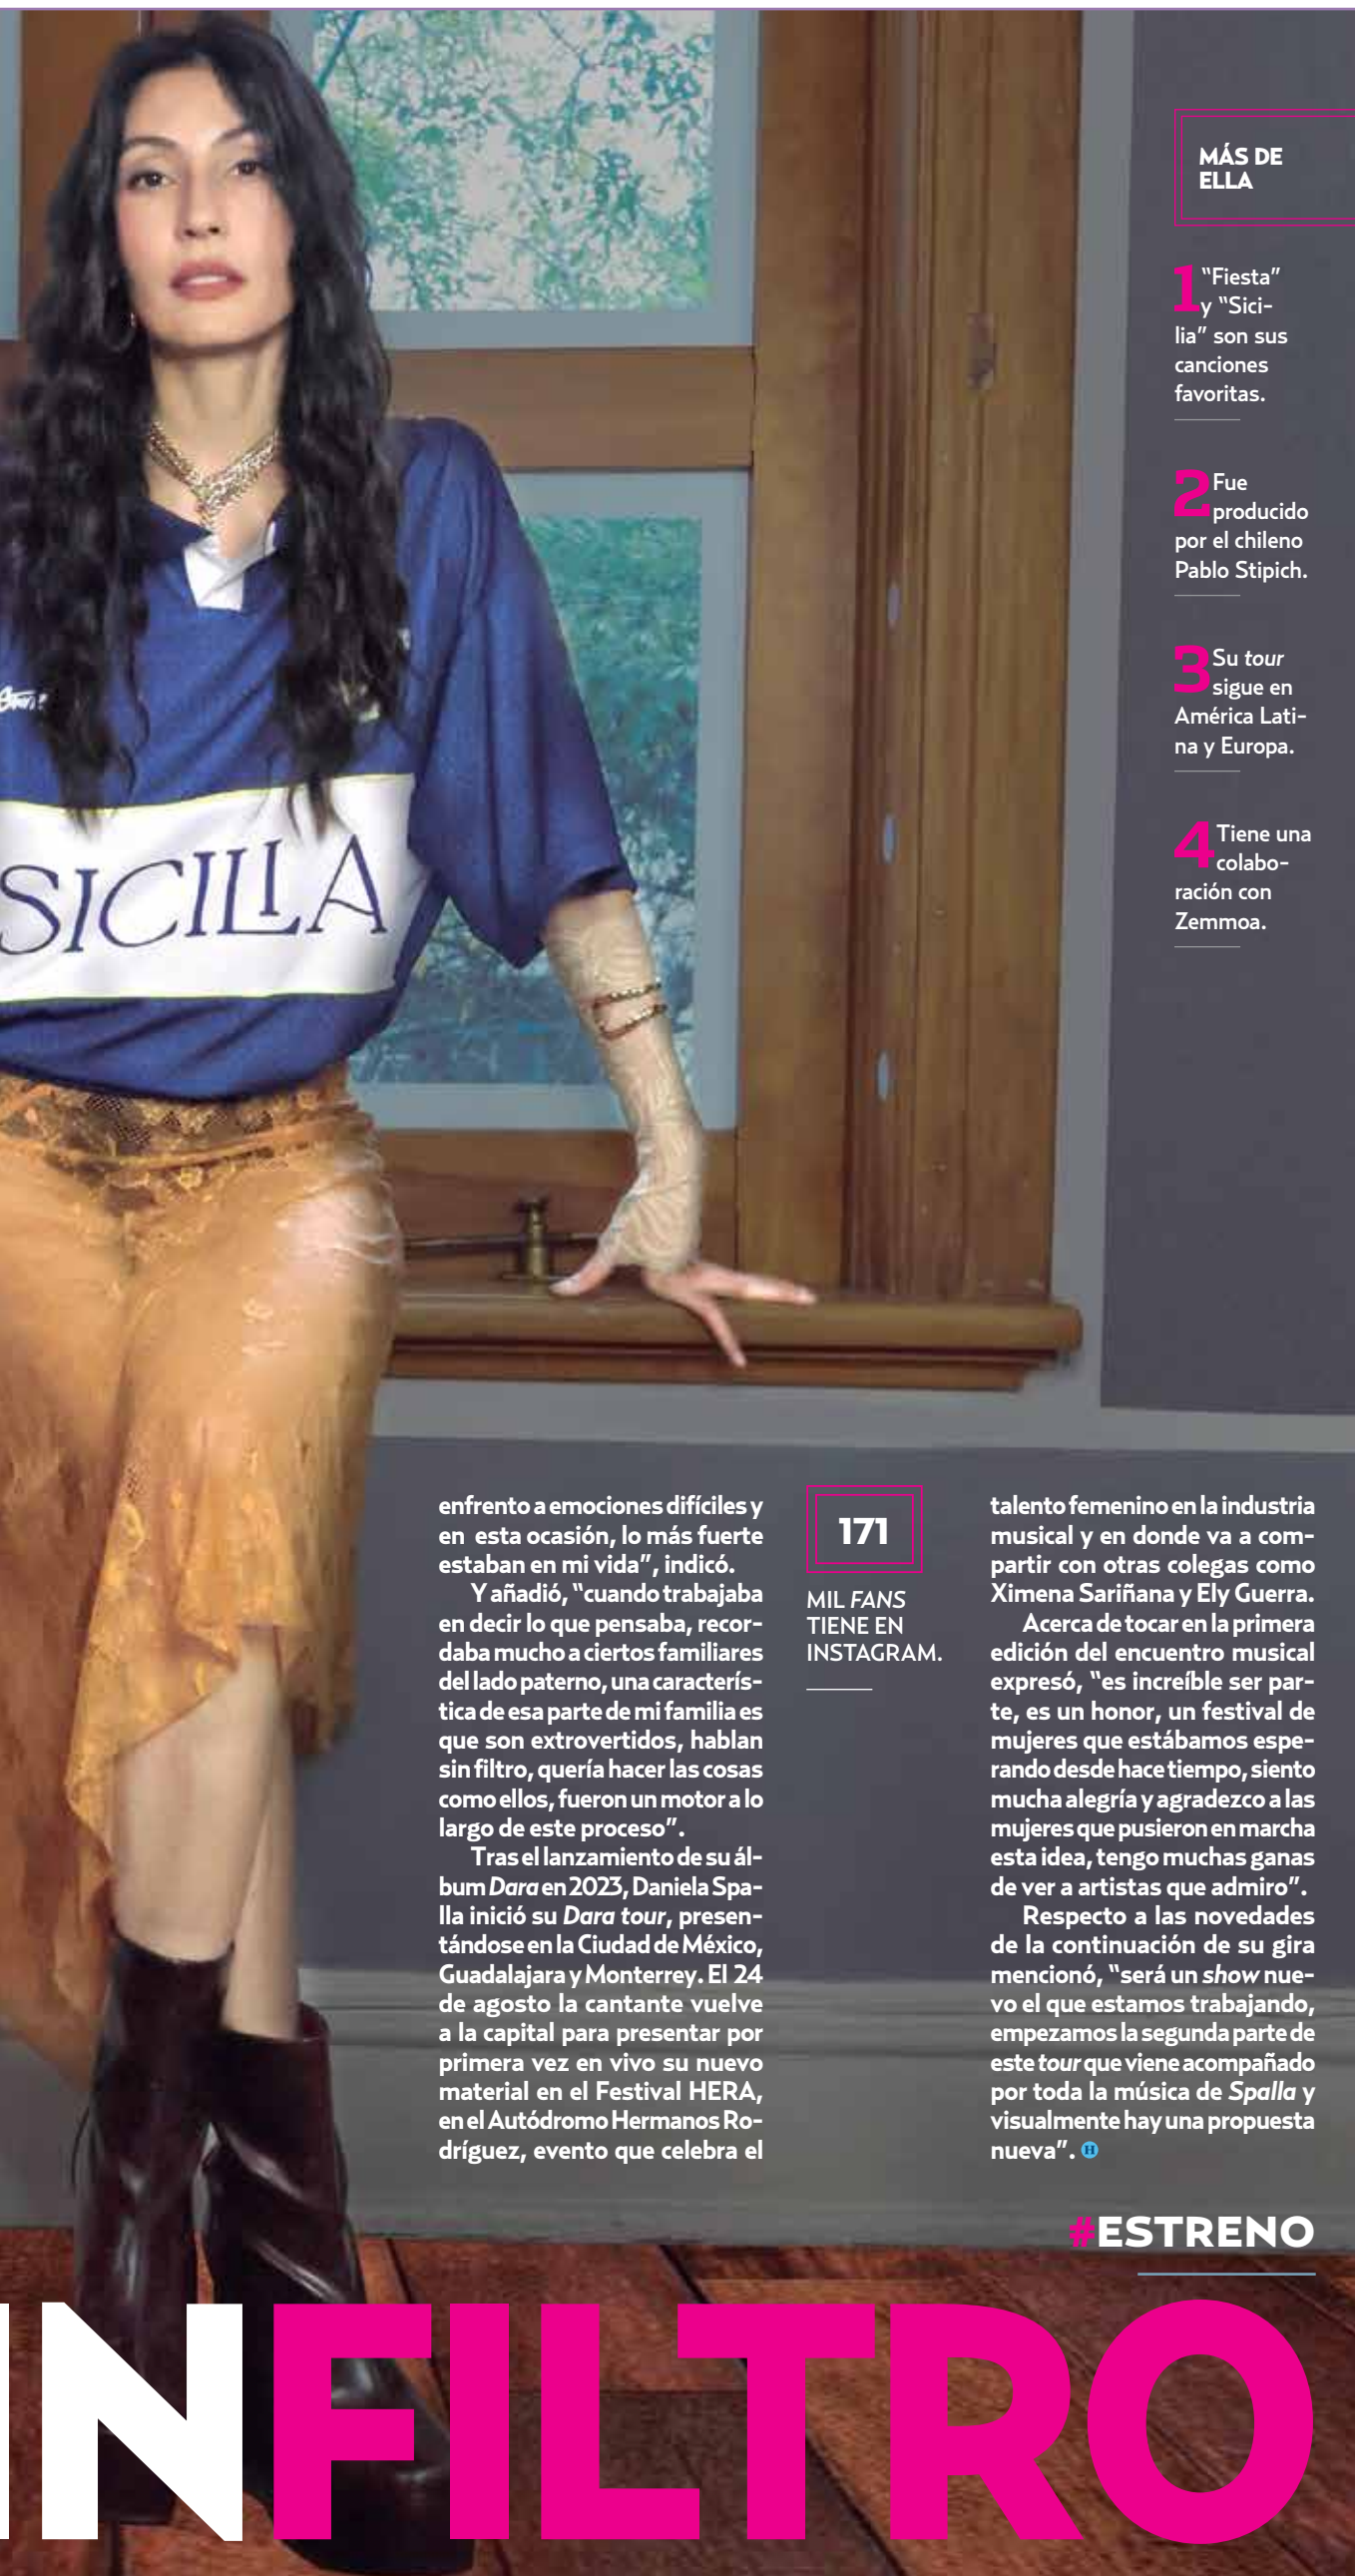 MÁS DE
ELLA
1 “Fiesta”
y “Sici-
lia” son sus
canciones
favoritas.
2 Fue
producido
por el chileno
Pablo Stipich.
3 Su tour
sigue en
América Lati-
na y Europa.
4 Tiene una
colabo-
ración con
Zemmoa.
SICILIA
enfrento a emociones difíciles y
en esta ocasión, lo más fuerte
estaban en mi vida”, indicó.
Y añadió, “cuando trabajaba
en decir lo que pensaba, recor-
daba mucho a ciertos familiares
del lado paterno, una caracterís-
tica de esa parte de mi familia es
que son extrovertidos, hablan
sin filtro, quería hacer las cosas
como ellos, fueron un motor a lo
largo de este proceso”.
Tras el lanzamiento de su ál-
bum Dara en 2023, Daniela Spa-
lla inició su Dara tour, presen-
tándose en la Ciudad de México,
Guadalajara y Monterrey. El 24
de agosto la cantante vuelve
a la capital para presentar por
primera vez en vivo su nuevo
material en el Festival HERA,
en el Autódromo Hermanos Ro-
dríguez, evento que celebra el
171
MIL FANS
TIENE EN
INSTAGRAM.
talento femenino en la industria
musical y en donde va a com-
partir con otras colegas como
Ximena Sariñana y Ely Guerra.
Acerca de tocar en la primera
edición del encuentro musical
expresó, “es increíble ser par-
te, es un honor, un festival de
mujeres que estábamos espe-
rando desde hace tiempo, siento
mucha alegría y agradezco a las
mujeres que pusieron en marcha
esta idea, tengo muchas ganas
de ver a artistas que admiro”.
Respecto a las novedades
de la continuación de su gira
mencionó, “será un show nue-
vo el que estamos trabajando,
empezamos la segunda parte de
este tour que viene acompañado
por toda la música de Spalla y
visualmente hay una propuesta
nueva”. H
#ESTRENO
INFILTRO